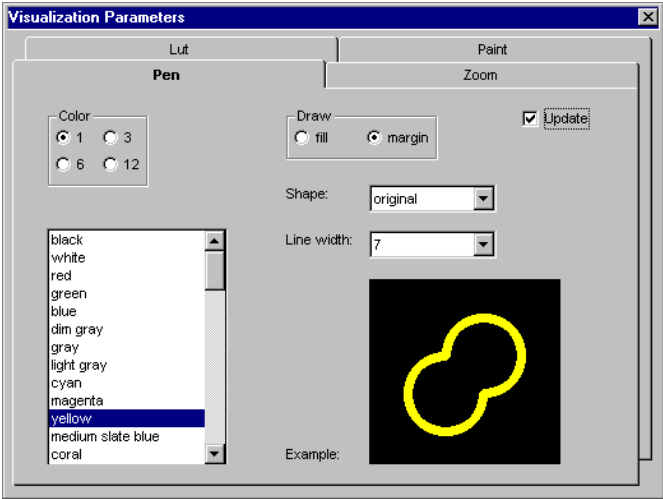 Visualization Parameters
Lut
Paint
Pen
Zoom
Color
1
3
6
12
Draw
fill
margin
Update
Shape:
original
Line width:
7
black
white
red
green
blue
dim gray
gray
light gray
cyan
magenta
yellow
medium slate blue
coral
Example: